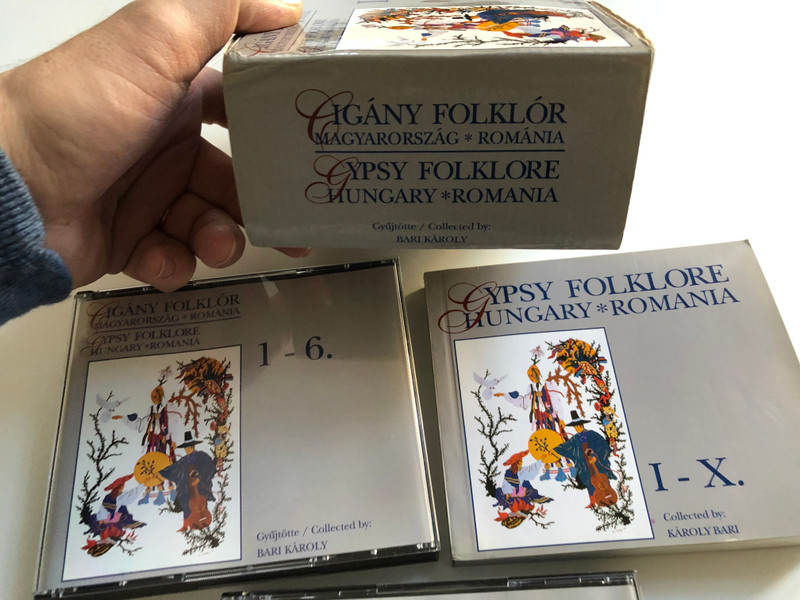 CIGÁNY FOLKLÓR
MAGYARORSZÁG * ROMÁNIA
GYPSY FOLKLORE
HUNGARY * ROMANIA
Gyűjtötte / Collected by:
BARI KÁROLY
CIGÁNY FOLKLÓR
MAGYARORSZÁG * ROMÁNIA
GYPSY FOLKLORE
HUNGARY * ROMANIA
1 - 6.
Gyűjtötte / Collected by:
BARI KÁROLY
GYPSY FOLKLORE
HUNGARY * ROMANIA
I - X.
Collected by:
KÁROLY BARI